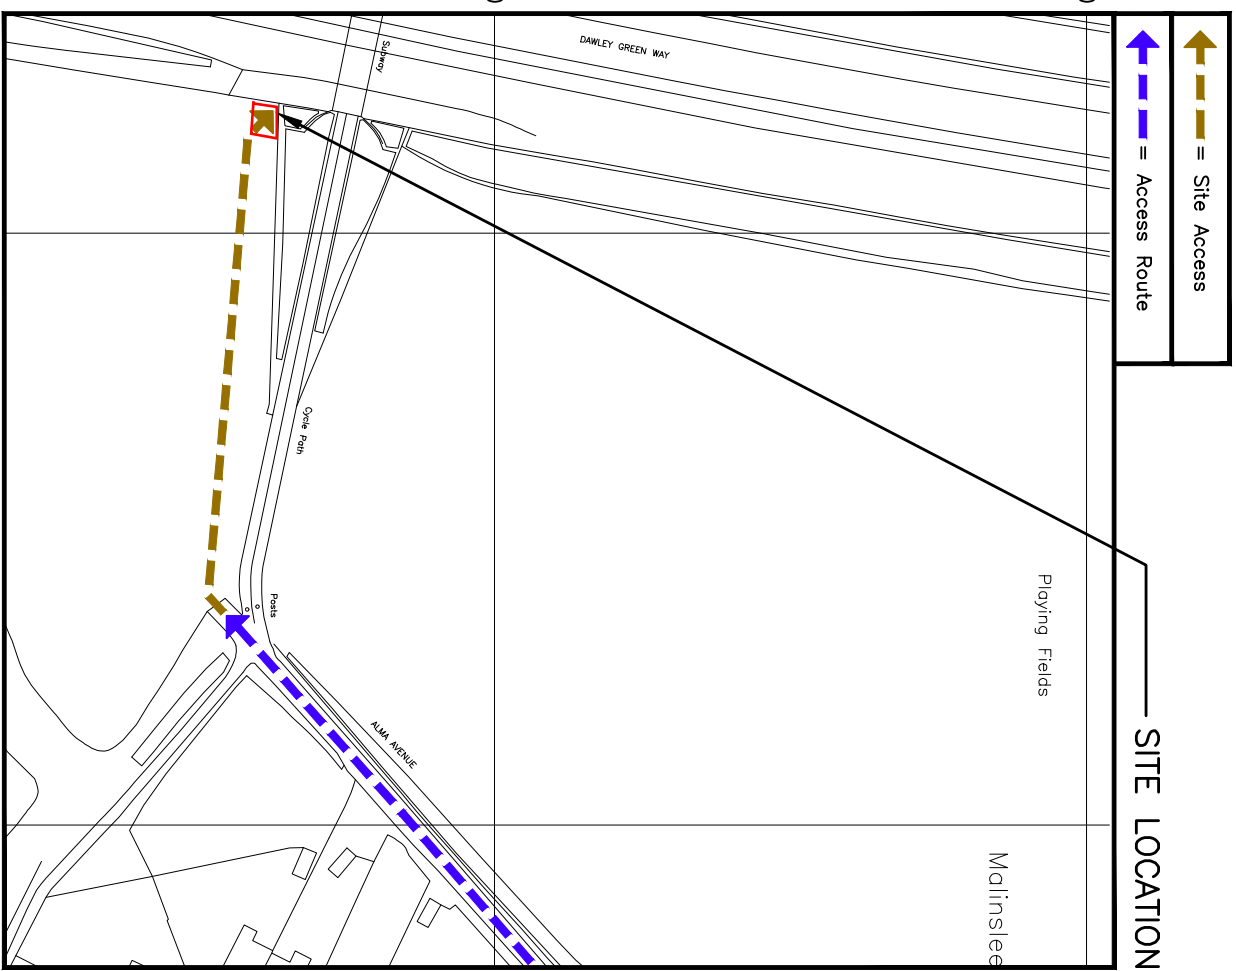 = Site Access
= Access Route
DAWLEY GREEN WAY
Subway
Cycle Path
Posts
ALMA AVENUE
Playing Fields
Malinslee
SITE LOCATION